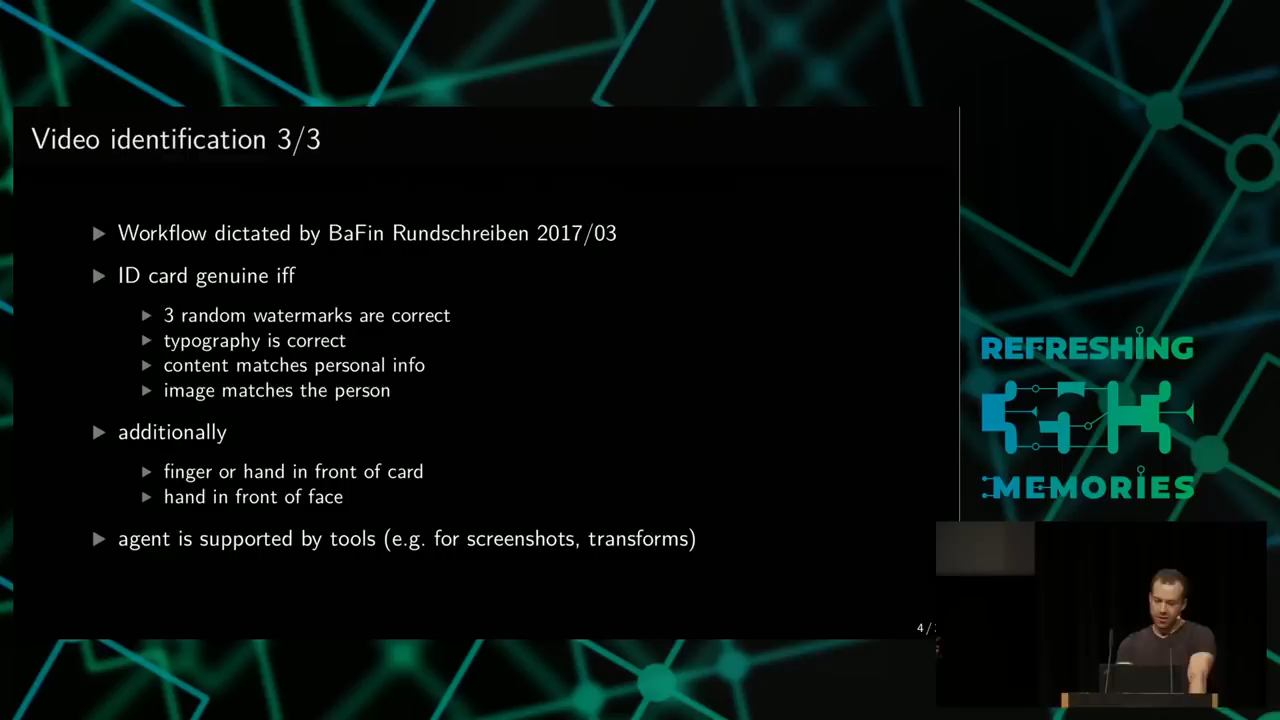 Video identification 3/3
Workflow dictated by BaFin Rundschreiben 2017/03
ID card genuine iff
3 random watermarks are correct
typography is correct
content matches personal info
image matches the person
additionally
finger or hand in front of card
hand in front of face
agent is supported by tools (e.g. for screenshots, transforms)
4/
REFRESHING
MEMORIES